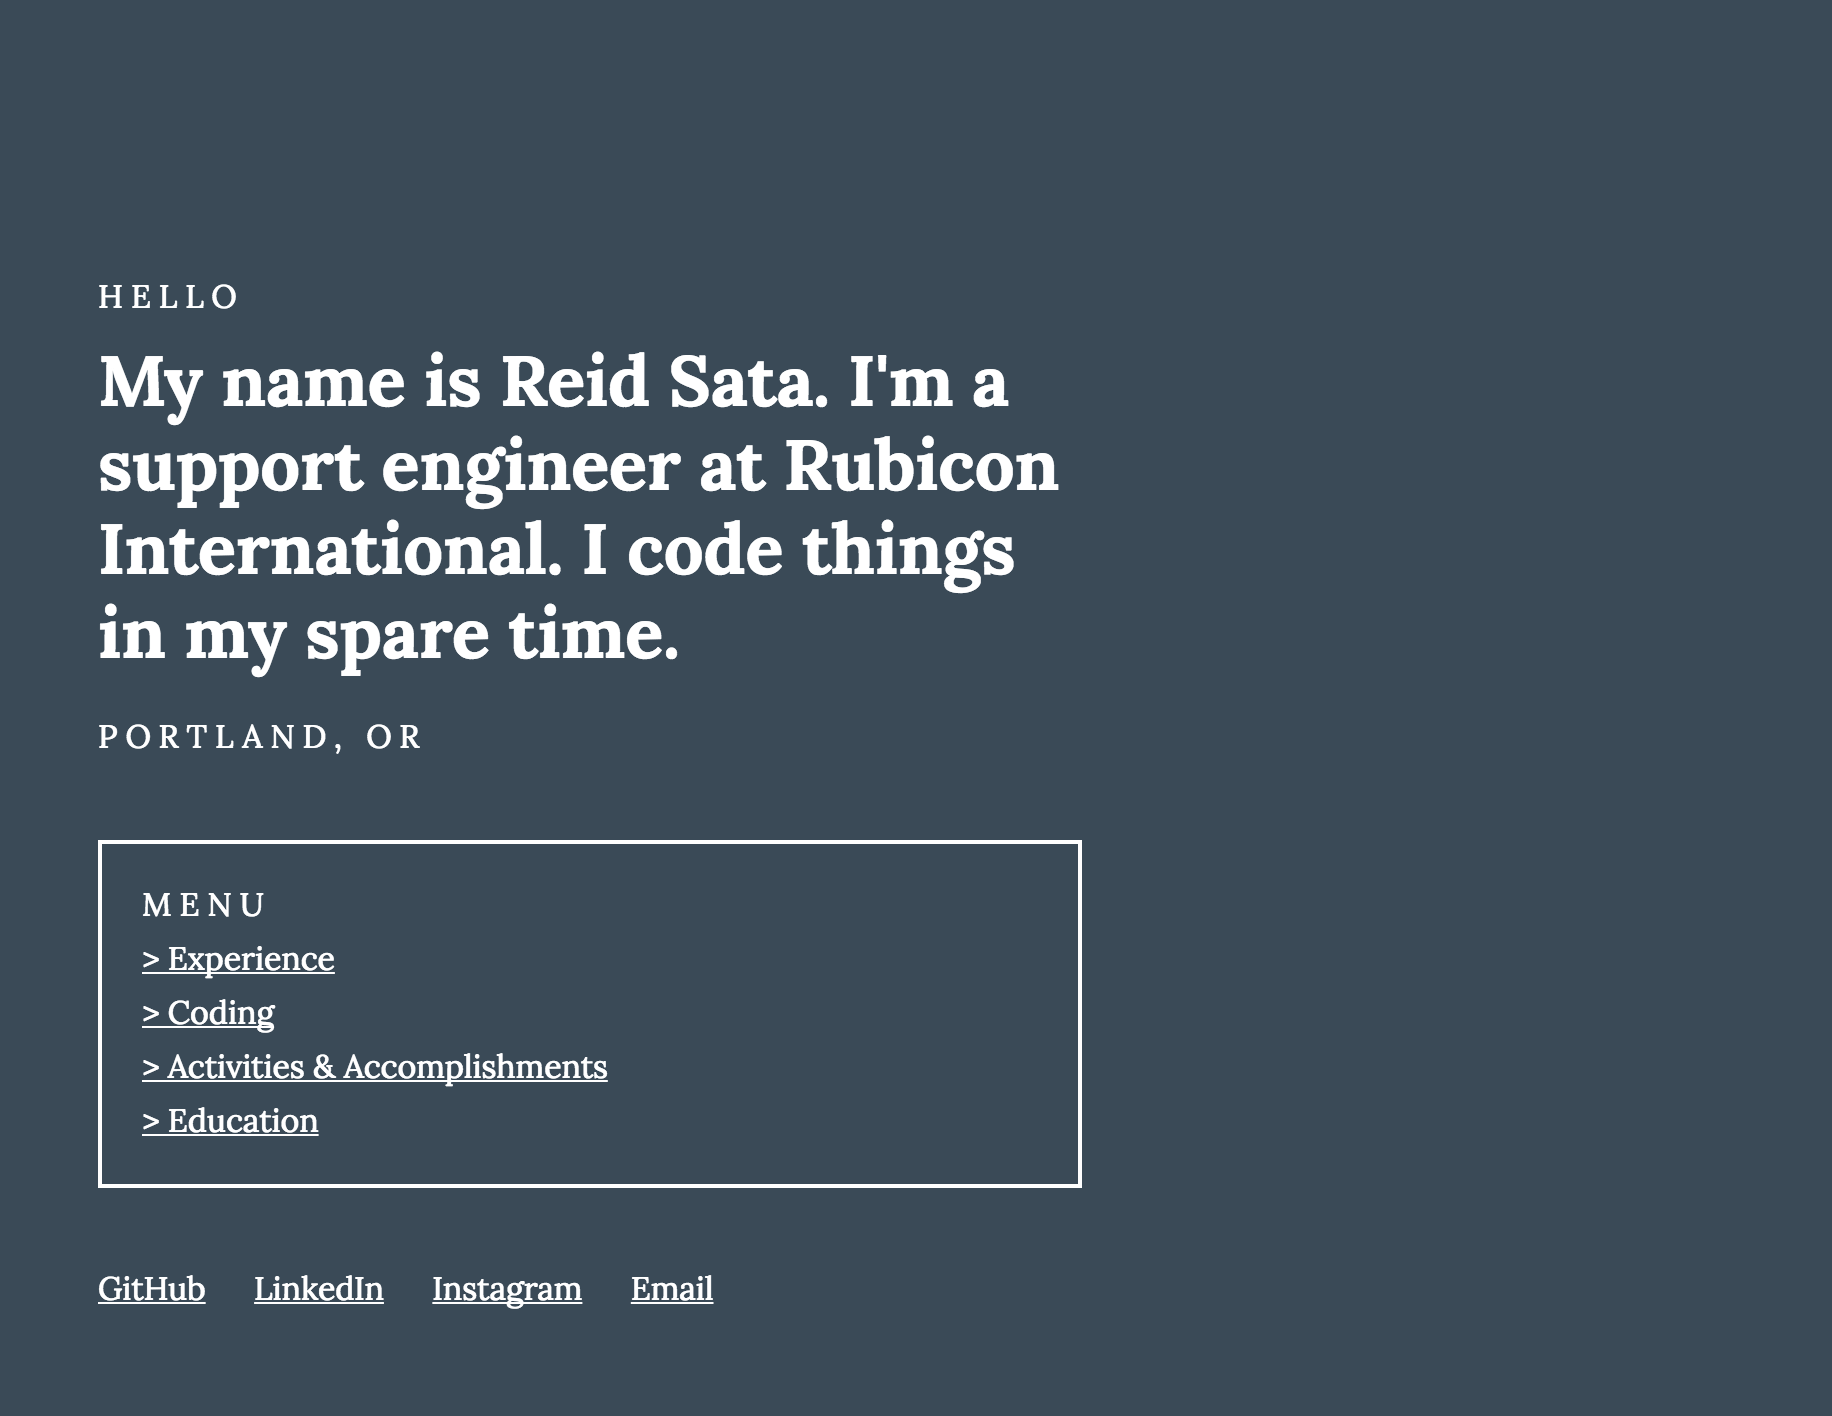 HELLO
My name is Reid Sata. I'm a
support engineer at Rubicon
International. I code things
in my spare time.
PORTLAND, OR
MENU
> Experience
> Coding
> Activities & Accomplishments
> Education
GitHub LinkedIn Instagram Email